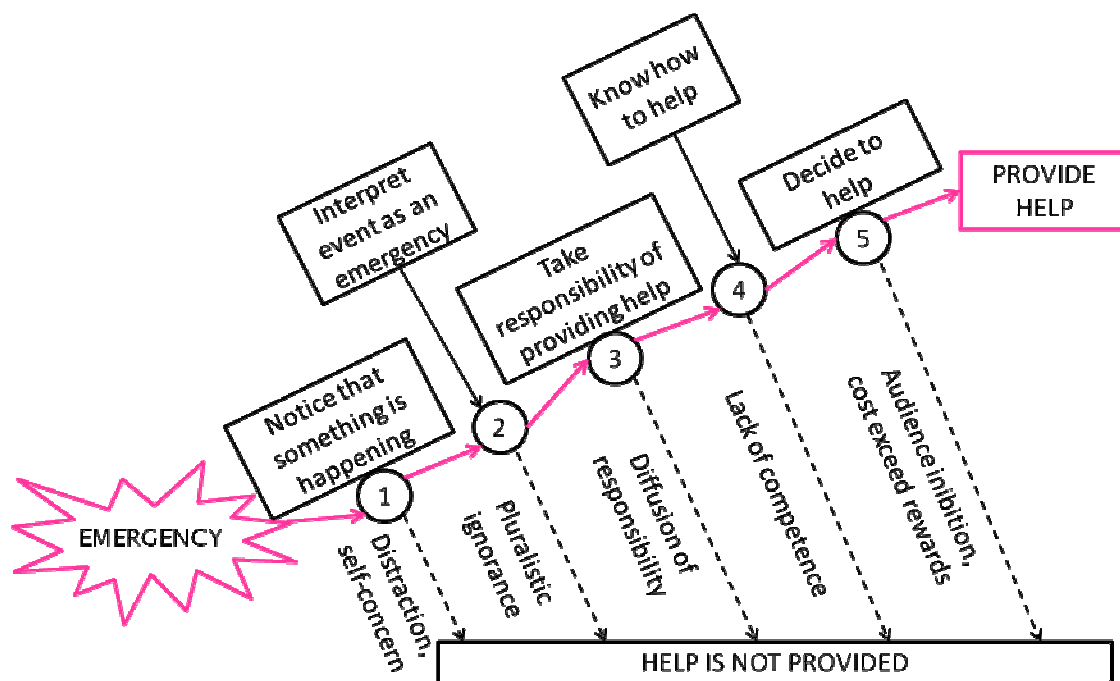 EMERGENCY
Notice that
something is
happening
1
Distraction,
self-concern
Interpret
event as an
emergency
2
Pluralistic
ignorance
Take
responsibility of
providing help
3
Diffusion of
responsibility
Know how
to help
4
Lack of competence
Decide to
help
5
Audience inibition,
cost exceed rewards
PROVIDE
HELP
HELP IS NOT PROVIDED